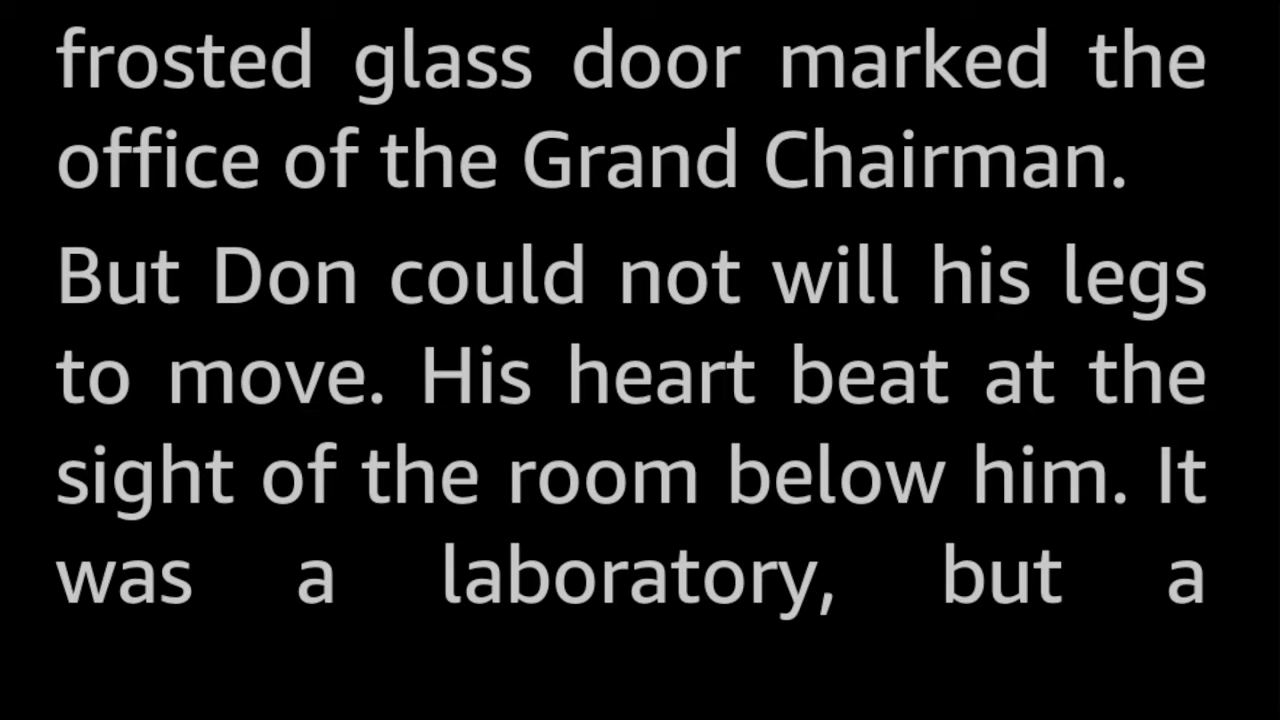 frosted glass door marked the
office of the Grand Chairman.
But Don could not will his legs
to move. His heart beat at the
sight of the room below him. It
was a laboratory, but a